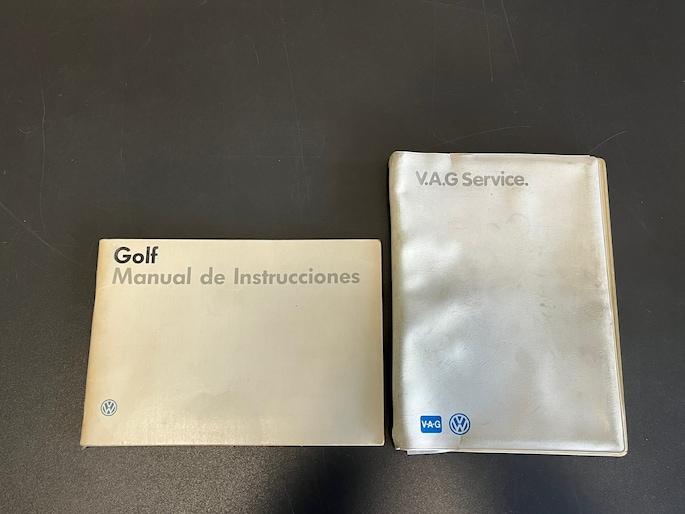 Golf
Manual de Instrucciones
V.A.G Service.
V·A·G